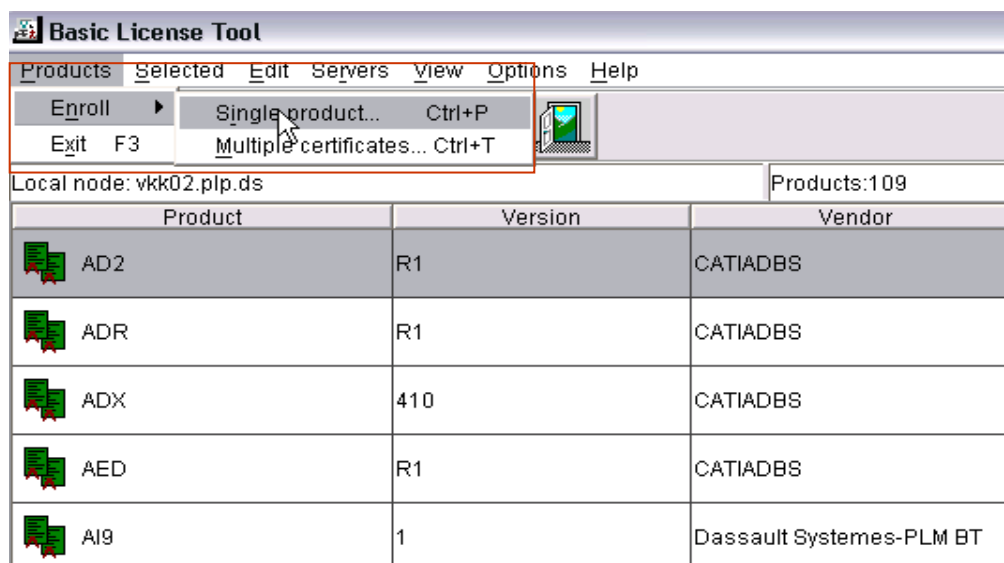 Basic License Tool
Products Selected Edit Servers View Options Help
Enroll Single product... Ctrl+P
Exit F3 Multiple certificates... Ctrl+T
Local node: vkk02.plp.ds Products:109
Product Version Vendor
AD2 R1 CATIADBS
ADR R1 CATIADBS
ADX 410 CATIADBS
AED R1 CATIADBS
AI9 1 Dassault Systemes-PLM BT